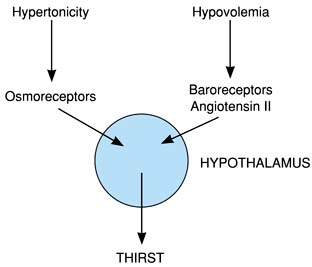 Hypertonicity
Hypovolemia
Osmoreceptors
Baroreceptors
Angiotensin II
HYPOTHALAMUS
THIRST